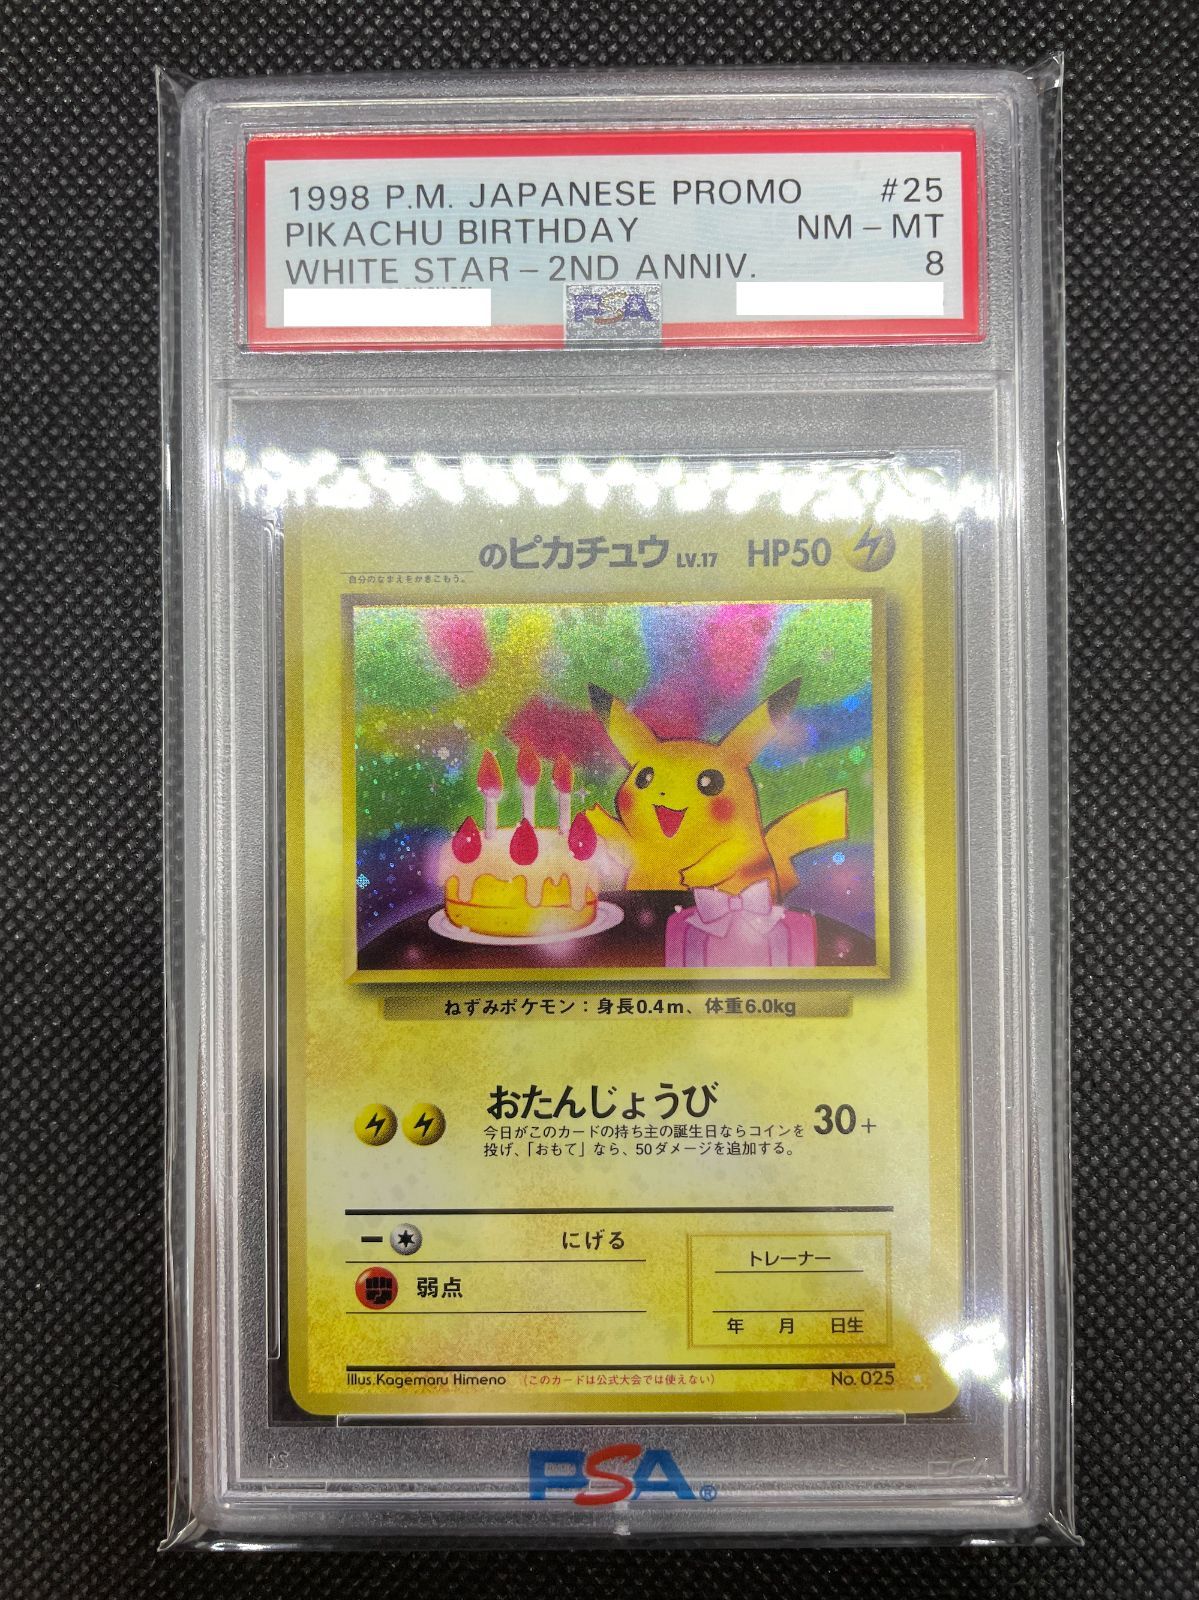 1998 P.M. JAPANESE PROMO #25
PIKACHU BIRTHDAY NM - MT
WHITE STAR - 2ND ANNIV. 8
PSA
のピカチュウ LV.17 HP50
自分のなまえをかきこもう。
ねずみポケモン：身長0.4m、体重6.0kg
おたんじょうび 30+
今日がこのカードの持ち主の誕生日ならコインを
投げ、「おもて」なら、50ダメージを追加する。
にげる
弱点
トレーナー
年 月 日生
Illus.Kagemaru Himeno （このカードは公式大会では使えない） No. 025
PSA®